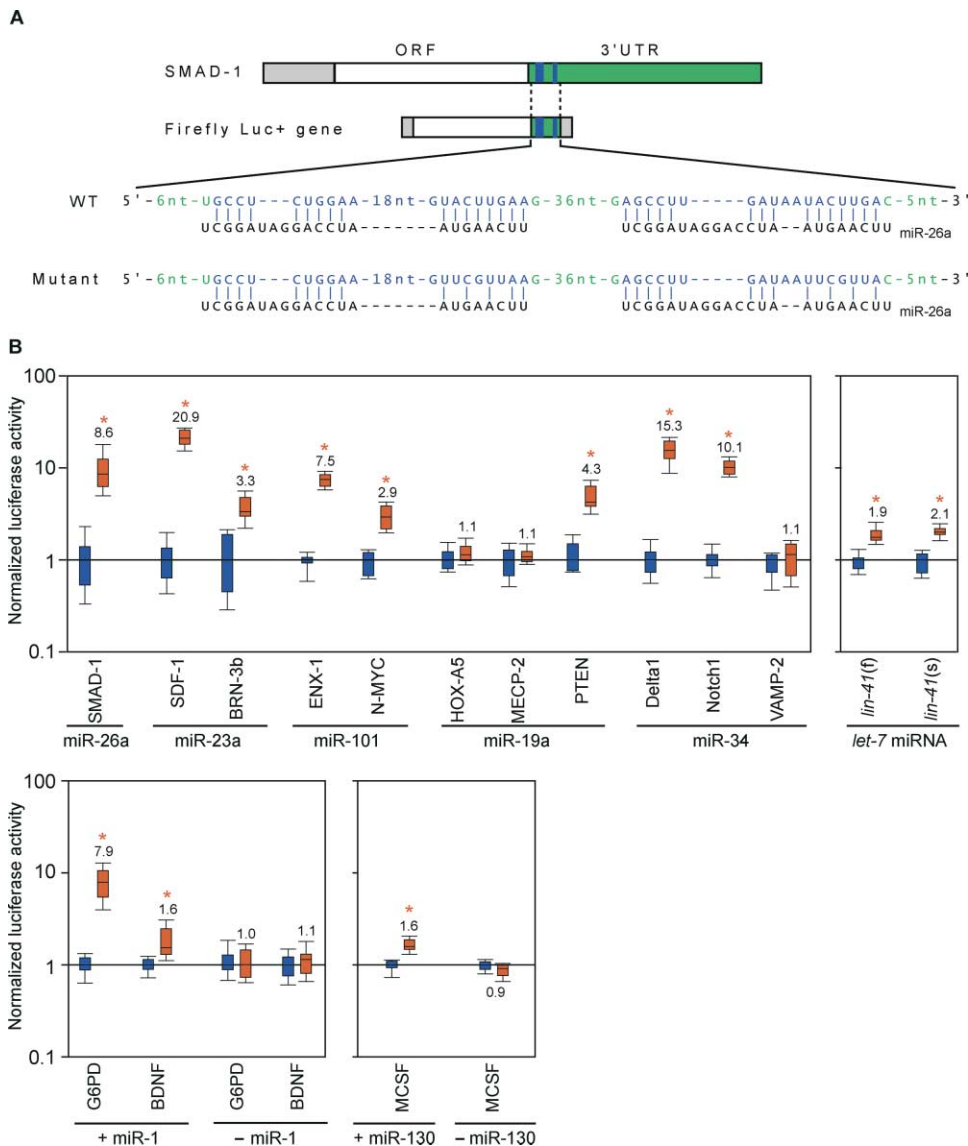 A
ORF 3'UTR
SMAD-1
Firefly Luc+ gene
WT 5'-6nt-UGCCU---CUGGAA-18nt-GUACUUGAAG-36nt-GAGCCUU-----GAUAAUACUUGAC-5nt-3'
UCGGAUAGGACCUA-------AUGAACUU UCGGAUAGGACCUA--AUGAACUU miR-26a
Mutant 5'-6nt-UGCCU---CUGGAA-18nt-GUUCGUUAAG-36nt-GAGCCUU-----GAUAAUUCGUUAC-5nt-3'
UCGGAUAGGACCUA-------AUGAACUU UCGGAUAGGACCUA--AUGAACUU miR-26a
B
Normalized luciferase activity
100
10
1
0.1
* * * * * * * * * *
8.6 20.9 3.3 7.5 2.9 1.1 1.1 4.3 15.3 10.1 1.1 1.9 2.1
SMAD-1 SDF-1 BRN-3b ENX-1 N-MYC HOX-A5 MECP-2 PTEN Delta1 Notch1 VAMP-2 lin-41(f) lin-41(s)
miR-26a miR-23a miR-101 miR-19a miR-34 let-7 miRNA
Normalized luciferase activity
100
10
1
0.1
* * *
7.9 1.6 1.0 1.1 1.6 0.9
G6PD BDNF G6PD BDNF MCSF MCSF
+ miR-1 – miR-1 + miR-130 – miR-130